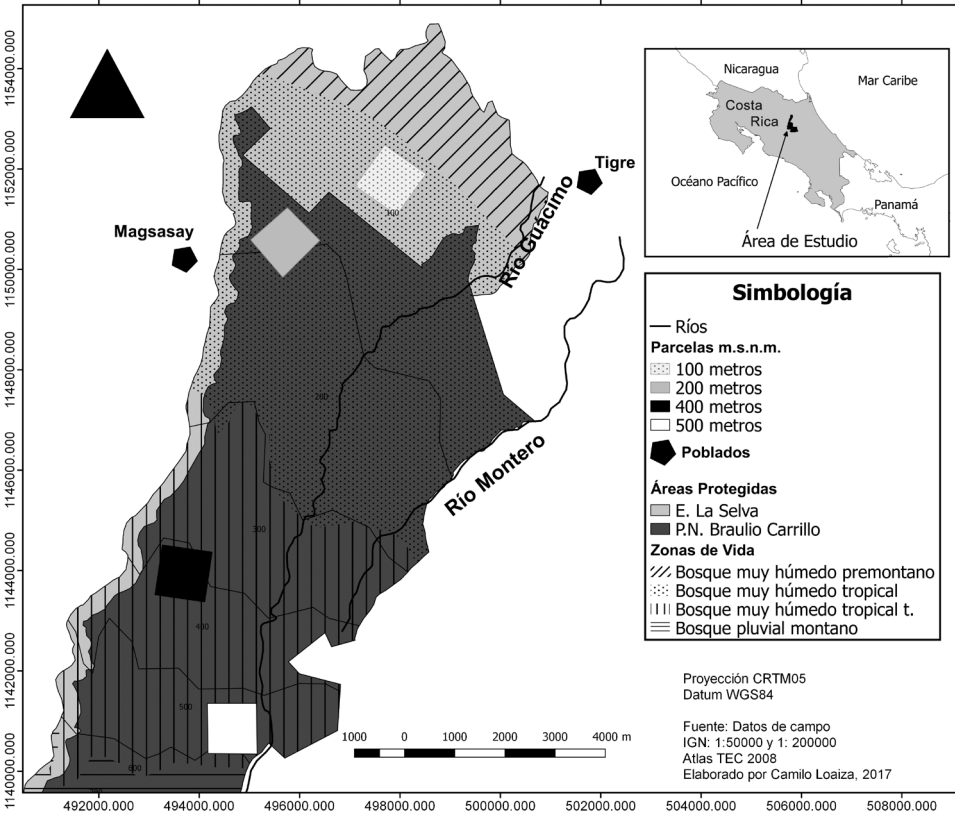 1154000.000
1152000.000
1150000.000
1148000.000
1146000.000
1144000.000
1142000.000
1140000.000
Magsasay
Tigre
Río Guácimo
Río Montero
100
200
300
400
500
600
Nicaragua
Mar Caribe
Costa
Rica
Océano Pacífico
Panamá
Área de Estudio
Simbología
Ríos
Parcelas m.s.n.m.
100 metros
200 metros
400 metros
500 metros
Poblados
Áreas Protegidas
E. La Selva
P.N. Braulio Carrillo
Zonas de Vida
Bosque muy húmedo premontano
Bosque muy húmedo tropical
Bosque muy húmedo tropical t.
Bosque pluvial montano
Proyección CRTM05
Datum WGS84
Fuente: Datos de campo
IGN: 1:50000 y 1: 200000
Atlas TEC 2008
Elaborado por Camilo Loaiza, 2017
1000 0 1000 2000 3000 4000 m
492000.000 494000.000 496000.000 498000.000 500000.000 502000.000 504000.000 506000.000 508000.000